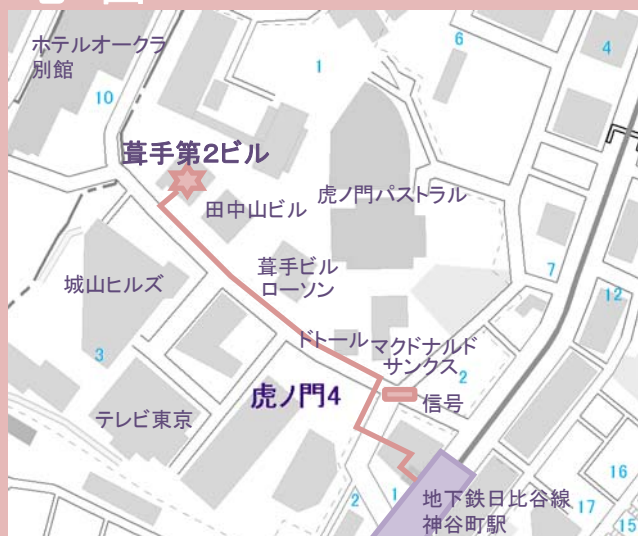 ホテルオークラ
別館
6
4
1
10
葺手第2ビル
田中山ビル
虎ノ門パストラル
7
葺手ビル
ローソン
城山ヒルズ
12
3
ドトール
マクドナルド
サンクス
2
虎ノ門4
信号
テレビ東京
16
2
1
地下鉄日比谷線
神谷町駅
17
15